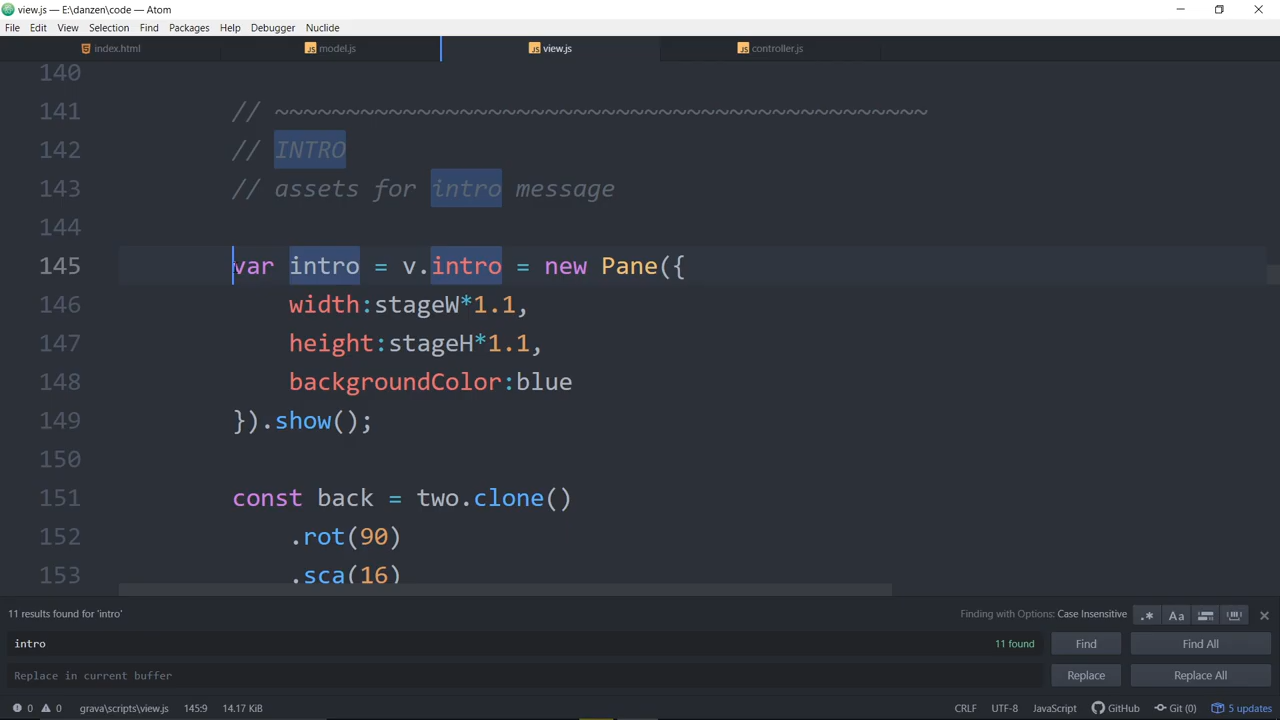 view.js — E:\danzen\code — Atom
File Edit View Selection Find Packages Help Debugger Nuclide
index.html model.js view.js controller.js
140
141 // ~~~~~~~~~~~~~~~~~~~~~~~~~~~~~~~~~~~~~~~~~~~~~~
142 // INTRO
143 // assets for intro message
144
145 var intro = v.intro = new Pane({
146 width:stageW*1.1,
147 height:stageH*1.1,
148 backgroundColor:blue
149 }).show();
150
151 const back = two.clone()
152 .rot(90)
153 .sca(16)
11 results found for 'intro' Finding with Options: Case Insensitive .* Aa
intro 11 found Find Find All
Replace in current buffer Replace Replace All
0 0 grava\scripts\view.js 145:9 14.17 KiB CRLF UTF-8 JavaScript GitHub Git (0) 5 updates